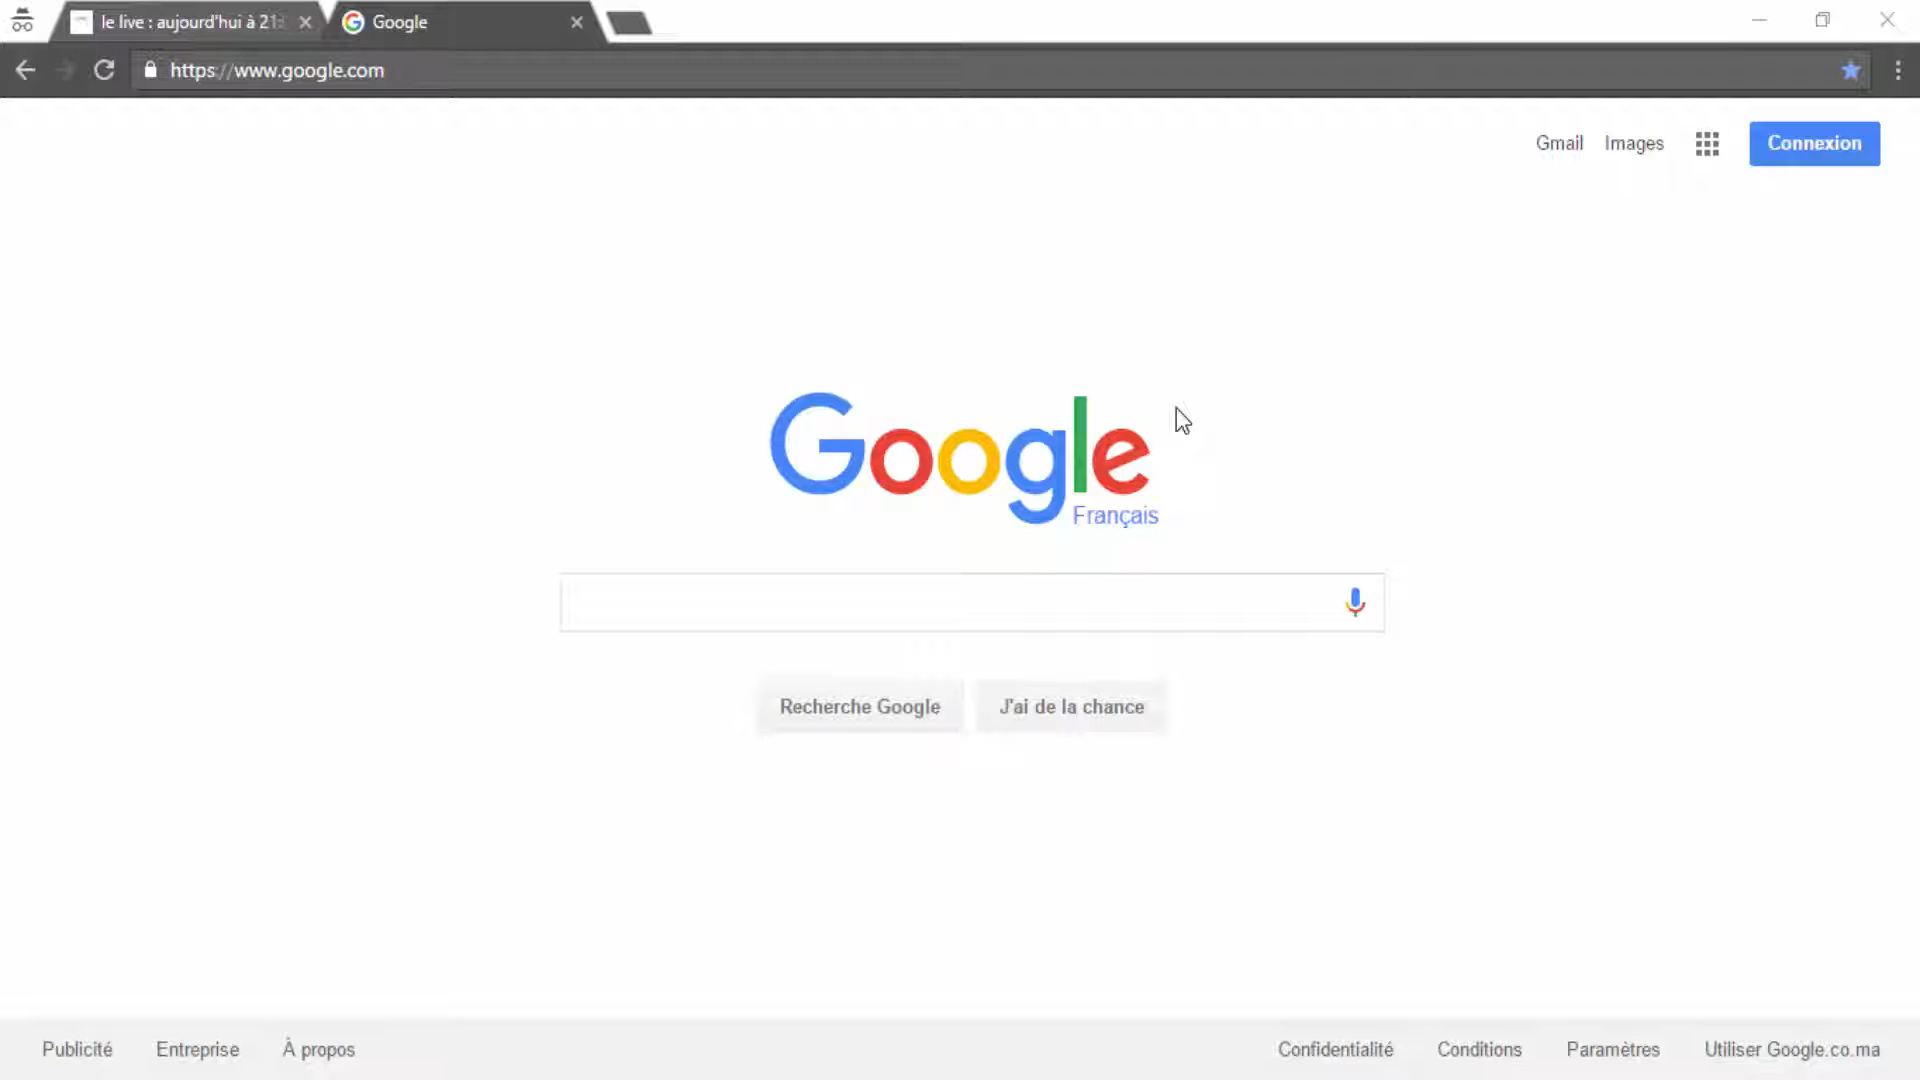 le live : aujourd'hui à 21
Google
https://www.google.com
Gmail Images Connexion
Google
Français
Recherche Google J'ai de la chance
Publicité Entreprise À propos Confidentialité Conditions Paramètres Utiliser Google.co.ma